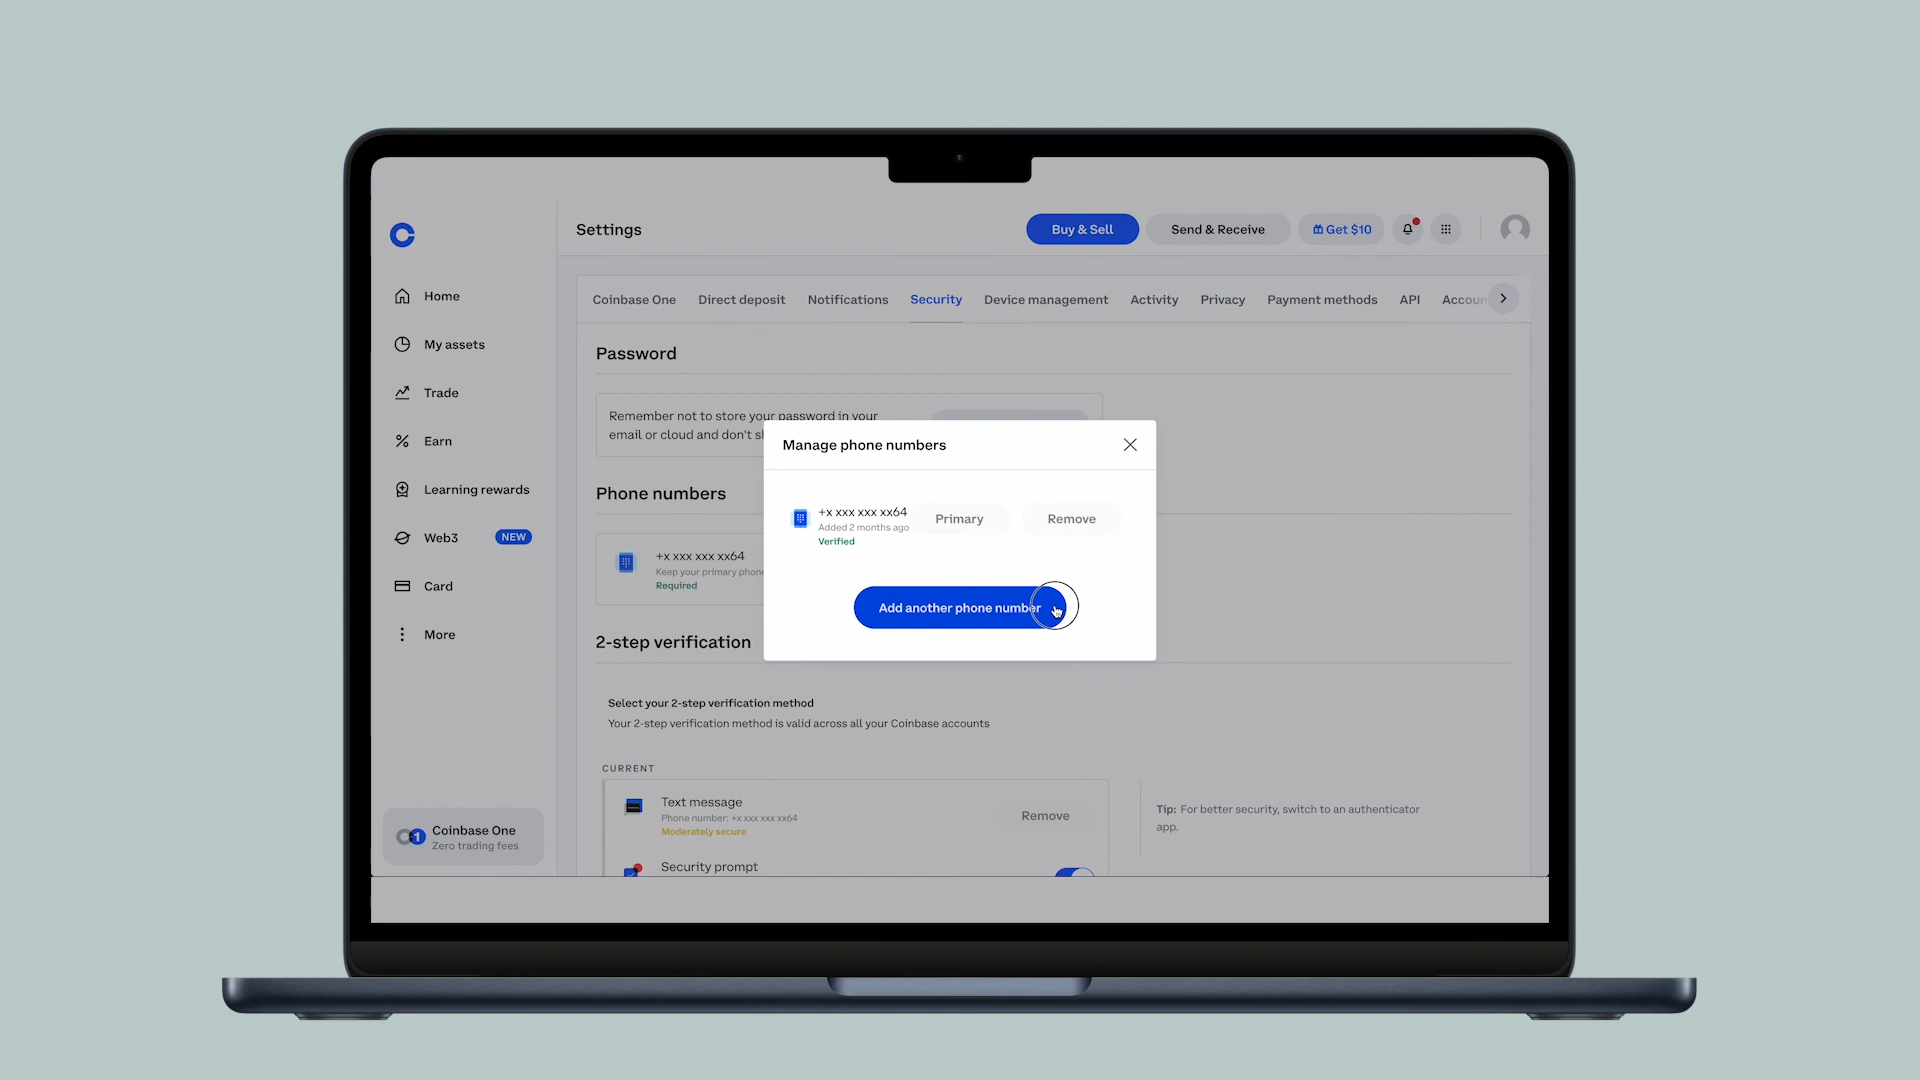 Settings
Buy & Sell
Send & Receive
Get $10
Home
My assets
Trade
Earn
Learning rewards
Web3
NEW
Card
More
Coinbase One
Zero trading fees
Coinbase One
Direct deposit
Notifications
Security
Device management
Activity
Privacy
Payment methods
API
Accoun
Password
Remember not to store your password in your
email or cloud and don't sh
Manage phone numbers
+x xxx xxx xx64
Added 2 months ago
Verified
Primary
Remove
Add another phone number
Phone numbers
+x xxx xxx xx64
Keep your primary phone
Required
2-step verification
Select your 2-step verification method
Your 2-step verification method is valid across all your Coinbase accounts
CURRENT
Text message
Phone number: +x xxx xxx xx64
Moderately secure
Remove
Security prompt
Tip: For better security, switch to an authenticator
app.